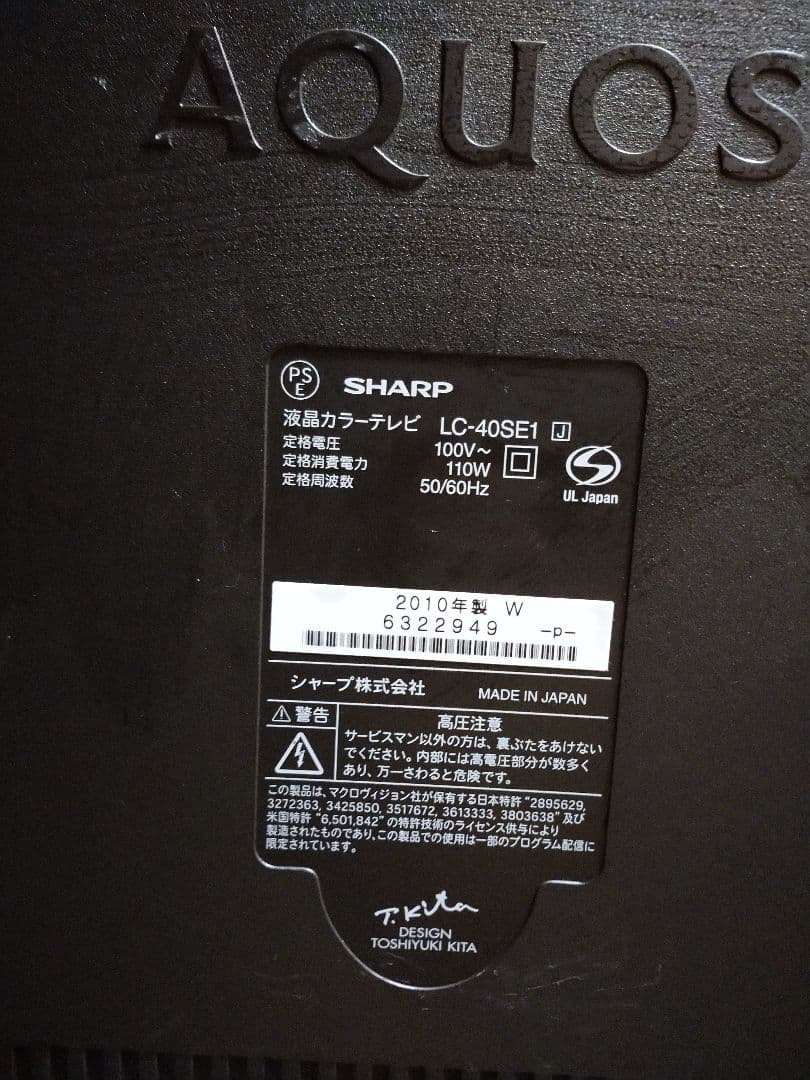 AQUOS
PSE SHARP
液晶カラーテレビ LC-40SE1 J
定格電圧 100V～
定格消費電力 110W
定格周波数 50/60Hz
UL Japan
2010年製 W
6322949 -p-
シャープ株式会社 MADE IN JAPAN
⚠警告 高圧注意
サービスマン以外の方は、裏ぶたをあけない
でください。内部には高電圧部分が数多く
あり、万一さわると危険です。
この製品は、マクロヴィジョン社が保有する日本特許 "2895629,
3272363, 3425850, 3517672, 3613333, 3803638" 及び
米国特許 "6,501,842" の特許技術のライセンス供与により
製造されたものであり、この製品での使用は一部のプログラム配信に
限定されています。
T. Kita
DESIGN
TOSHIYUKI KITA